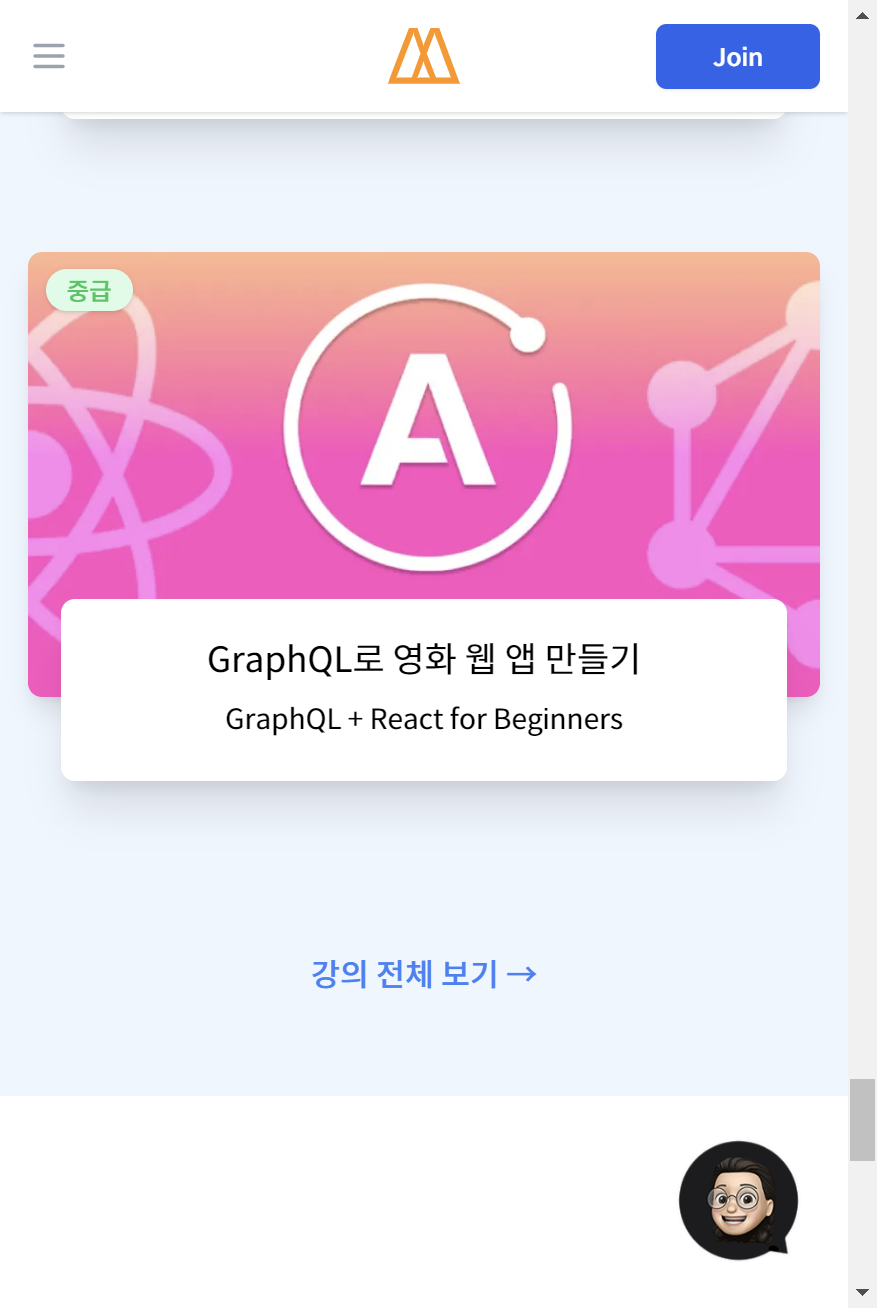 Join
중급
A
GraphQL로 영화 웹 앱 만들기
GraphQL + React for Beginners
강의 전체 보기 →